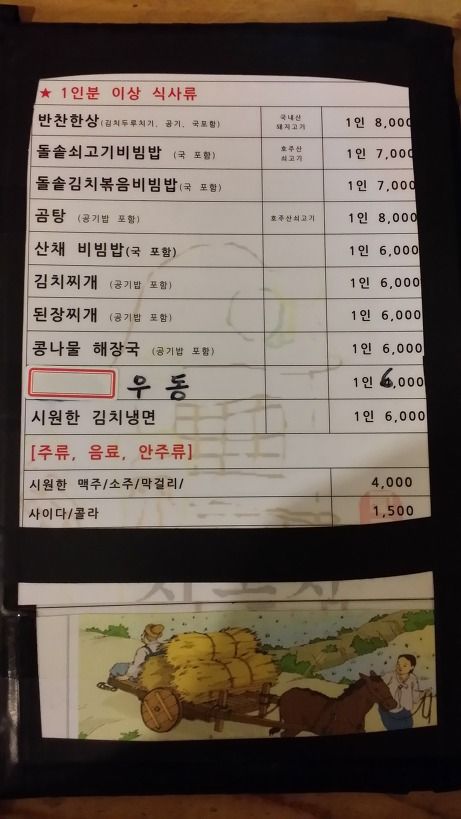 ★ 1인분 이상 식사류
반찬한상(김치두루치기, 공기, 국포함) 국내산 돼지고기 1인 8,000
돌솥쇠고기비빔밥 (국 포함) 호주산 쇠고기 1인 7,000
돌솥김치볶음비빔밥(국 포함) 1인 7,000
곰탕 (공기밥 포함) 호주산쇠고기 1인 8,000
산채 비빔밥(국 포함) 1인 6,000
김치찌개 (공기밥 포함) 1인 6,000
된장찌개 (공기밥 포함) 1인 6,000
콩나물 해장국 (공기밥 포함) 1인 6,000
우동 1인 6,000
시원한 김치냉면 1인 6,000
[주류, 음료, 안주류]
시원한 맥주/소주/막걸리/ 4,000
사이다/콜라 1,500